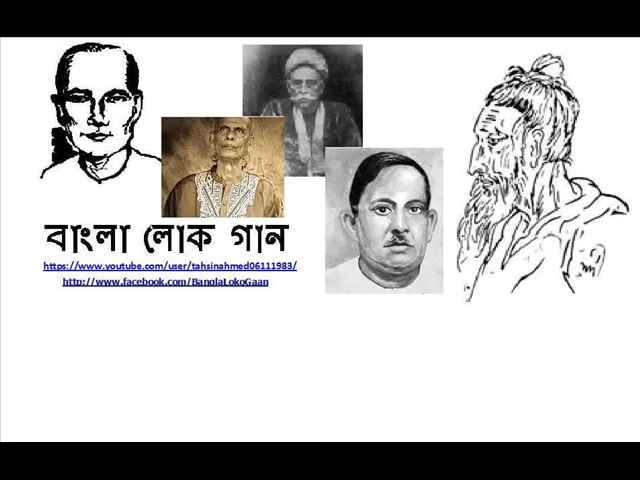 বাংলা লোক গান
https://www.youtube.com/user/tahsinahmed06111983/
http://www.facebook.com/BanglaLokoGaan